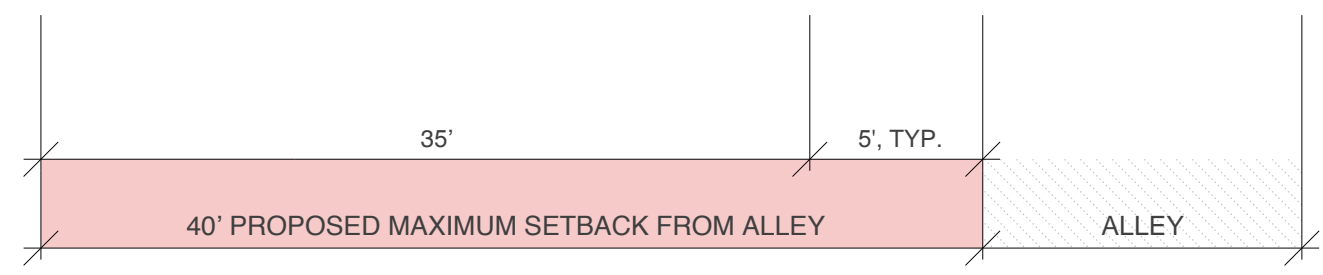 35’
5', TYP.
40’ PROPOSED MAXIMUM SETBACK FROM ALLEY
ALLEY